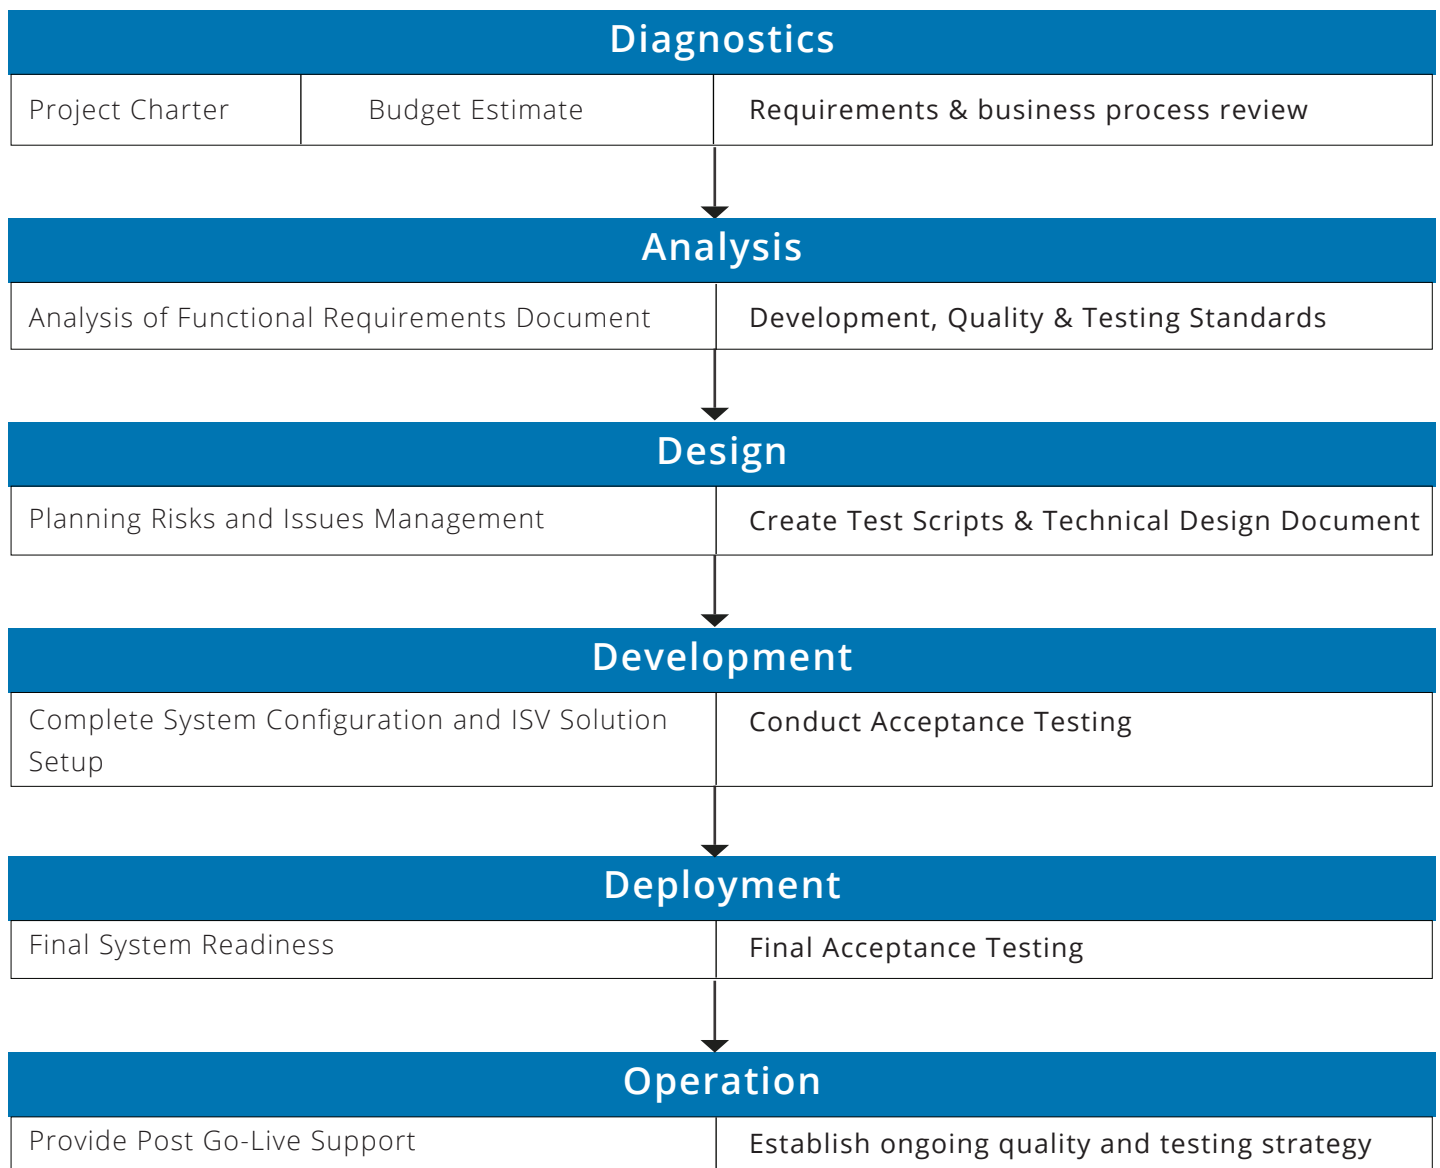 Diagnostics
Project Charter
Budget Estimate
Requirements & business process review
Analysis
Analysis of Functional Requirements Document
Development, Quality & Testing Standards
Design
Planning Risks and Issues Management
Create Test Scripts & Technical Design Document
Development
Complete System Configuration and ISV Solution
Setup
Conduct Acceptance Testing
Deployment
Final System Readiness
Final Acceptance Testing
Operation
Provide Post Go-Live Support
Establish ongoing quality and testing strategy